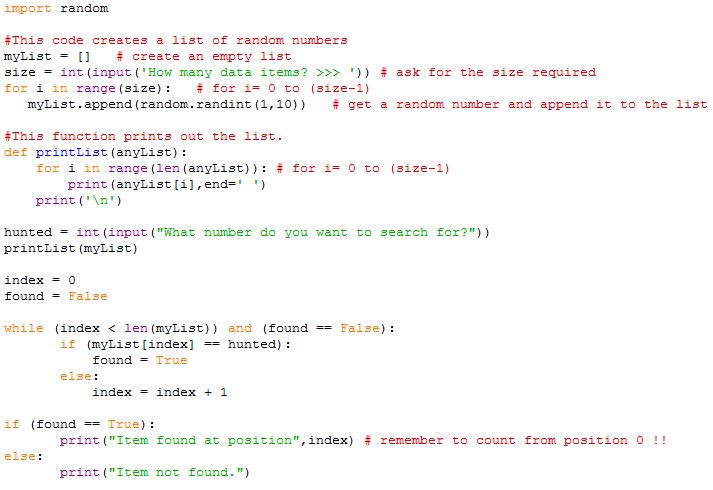 import random
#This code creates a list of random numbers
myList = []   # create an empty list
size = int(input('How many data items? >>> ')) # ask for the size required
for i in range(size):   # for i= 0 to (size-1)
   myList.append(random.randint(1,10))   # get a random number and append it to the list
#This function prints out the list.
def printList(anyList):
    for i in range(len(anyList)): # for i= 0 to (size-1)
        print(anyList[i],end=' ')
    print('\n')
hunted = int(input("What number do you want to search for?"))
printList(myList)
index = 0
found = False
while (index < len(myList)) and (found == False):
       if (myList[index] == hunted):
           found = True
       else:
           index = index + 1
if (found == True):
       print("Item found at position",index) # remember to count from position 0 !!
else:
       print("Item not found.")